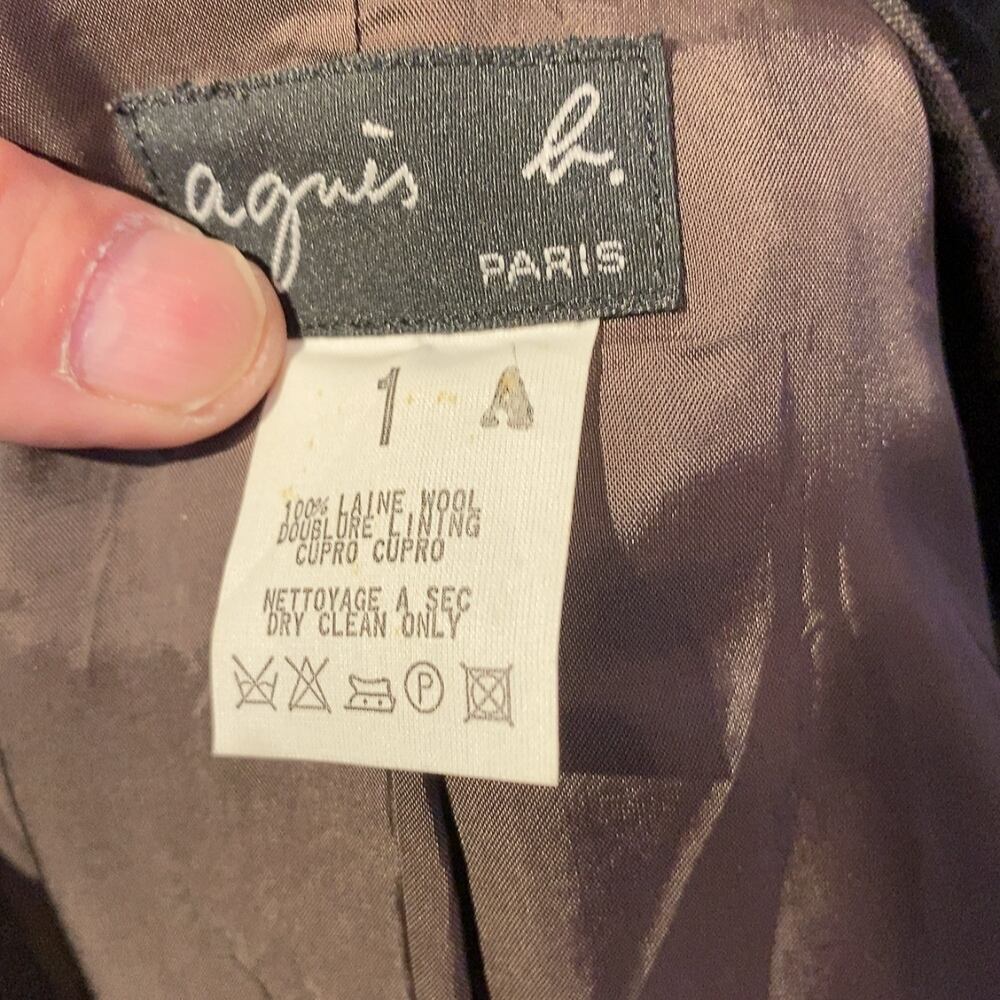 agnès b.
PARIS
1 A
100% LAINE WOOL
DOUBLURE LINING
CUPRO CUPRO
NETTOYAGE A SEC
DRY CLEAN ONLY
P